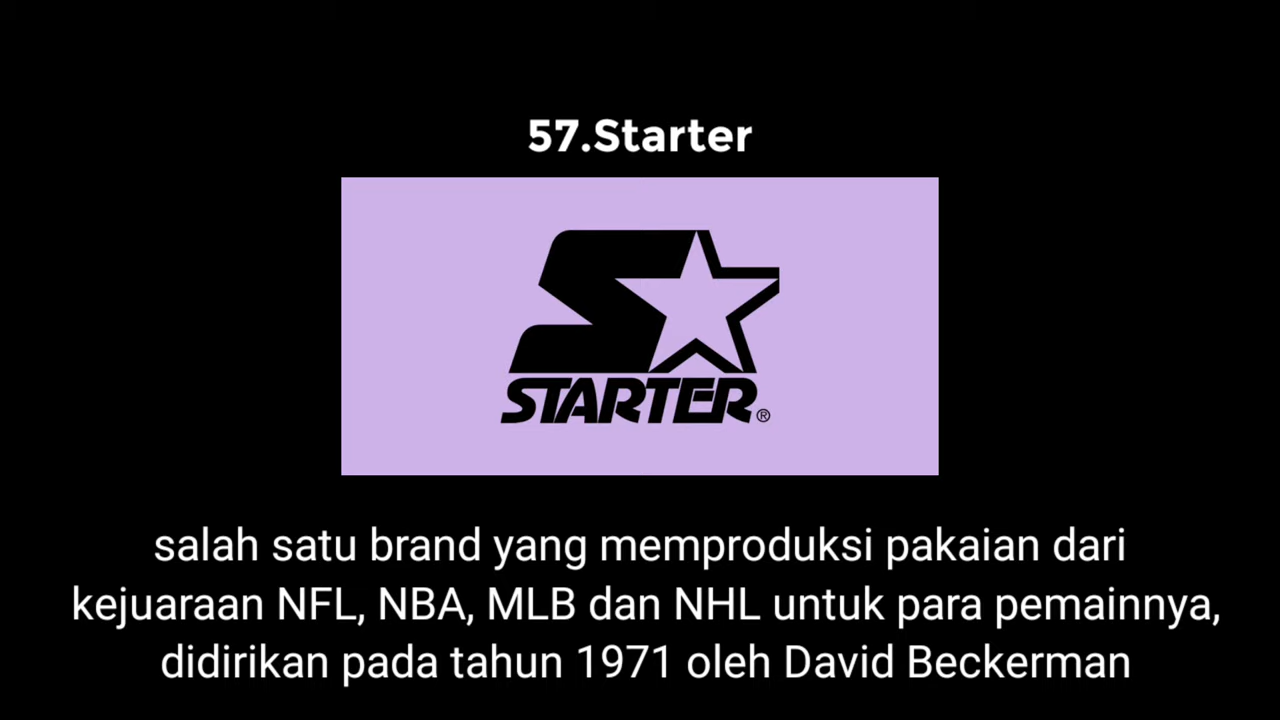 57.Starter
STARTER®
salah satu brand yang memproduksi pakaian dari
kejuaraan NFL, NBA, MLB dan NHL untuk para pemainnya,
didirikan pada tahun 1971 oleh David Beckerman